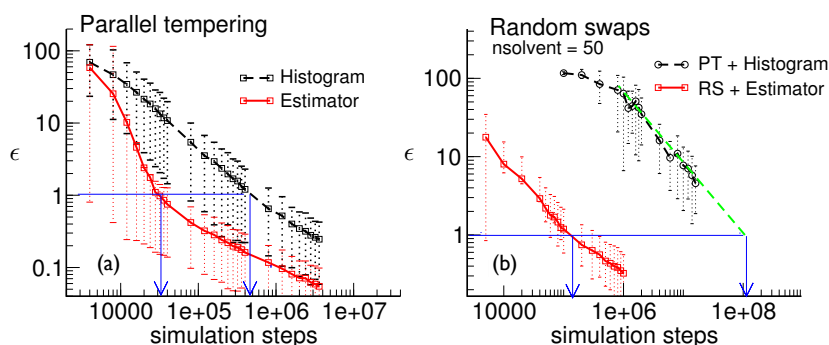 Parallel tempering
100
10
1
0.1
ϵ
Histogram
Estimator
(a)
10000 1e+05 1e+06 1e+07
simulation steps
Random swaps
nsolvent = 50
100
10
1
ϵ
PT + Histogram
RS + Estimator
(b)
10000 1e+06 1e+08
simulation steps